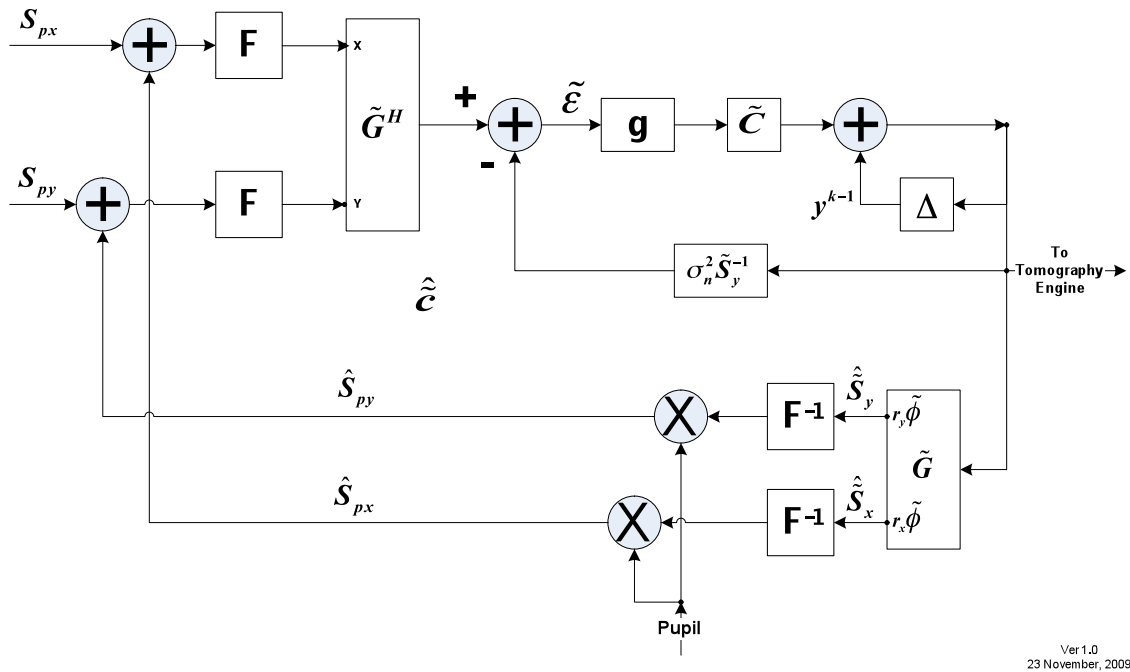 S_px
+
F
X
G̃^H
+
-
+
ε̃
g
C̃
+
S_py
+
F
Y
y^{k-1}
Δ
σ_n^2 S̃_y^{-1}
To
Tomography
Engine
ĉ̃
Ŝ_py
X
F^-1
Ŝ̃_y
r_y ϕ̃
G̃
Ŝ_px
X
F^-1
Ŝ̃_x
r_x ϕ̃
Pupil
Ver 1.0
23 November, 2009